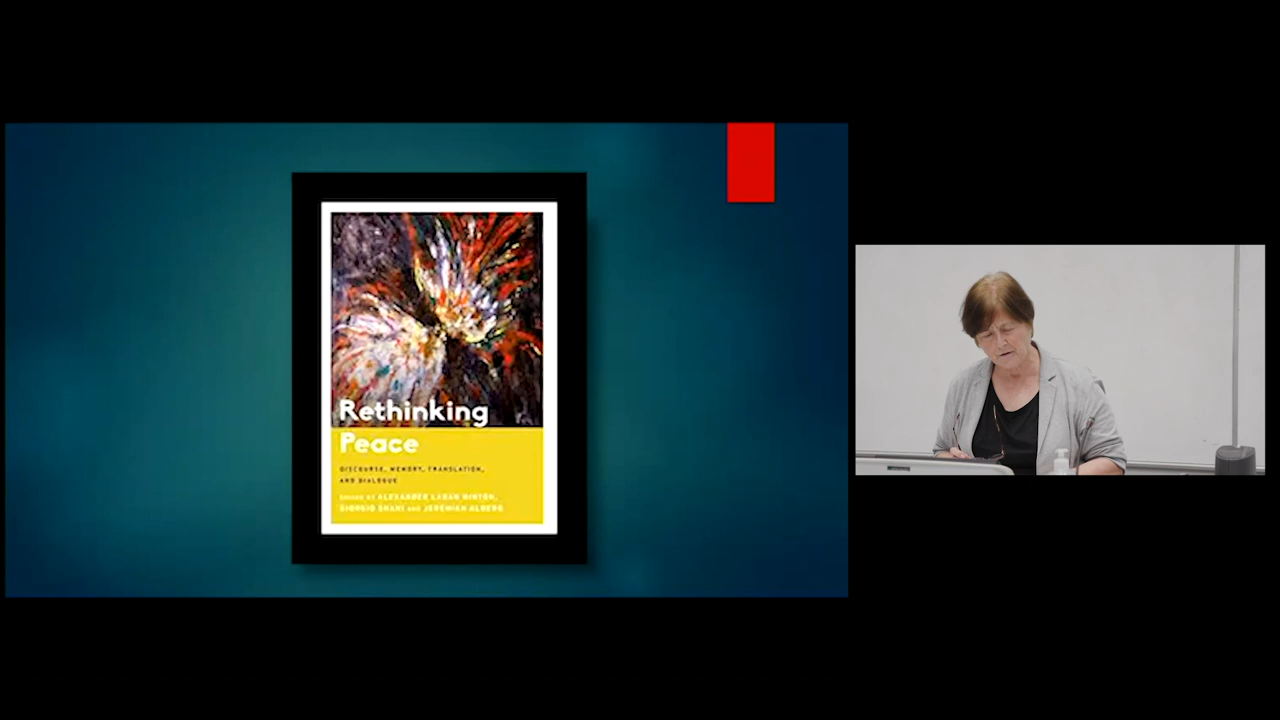 Rethinking
Peace
DISCOURSE, MEMORY, TRANSLATION,
AND DIALOGUE
EDITED BY ALEXANDER LABAN HINTON,
GIORGIO SHANI AND JEREMIAH ALBERG